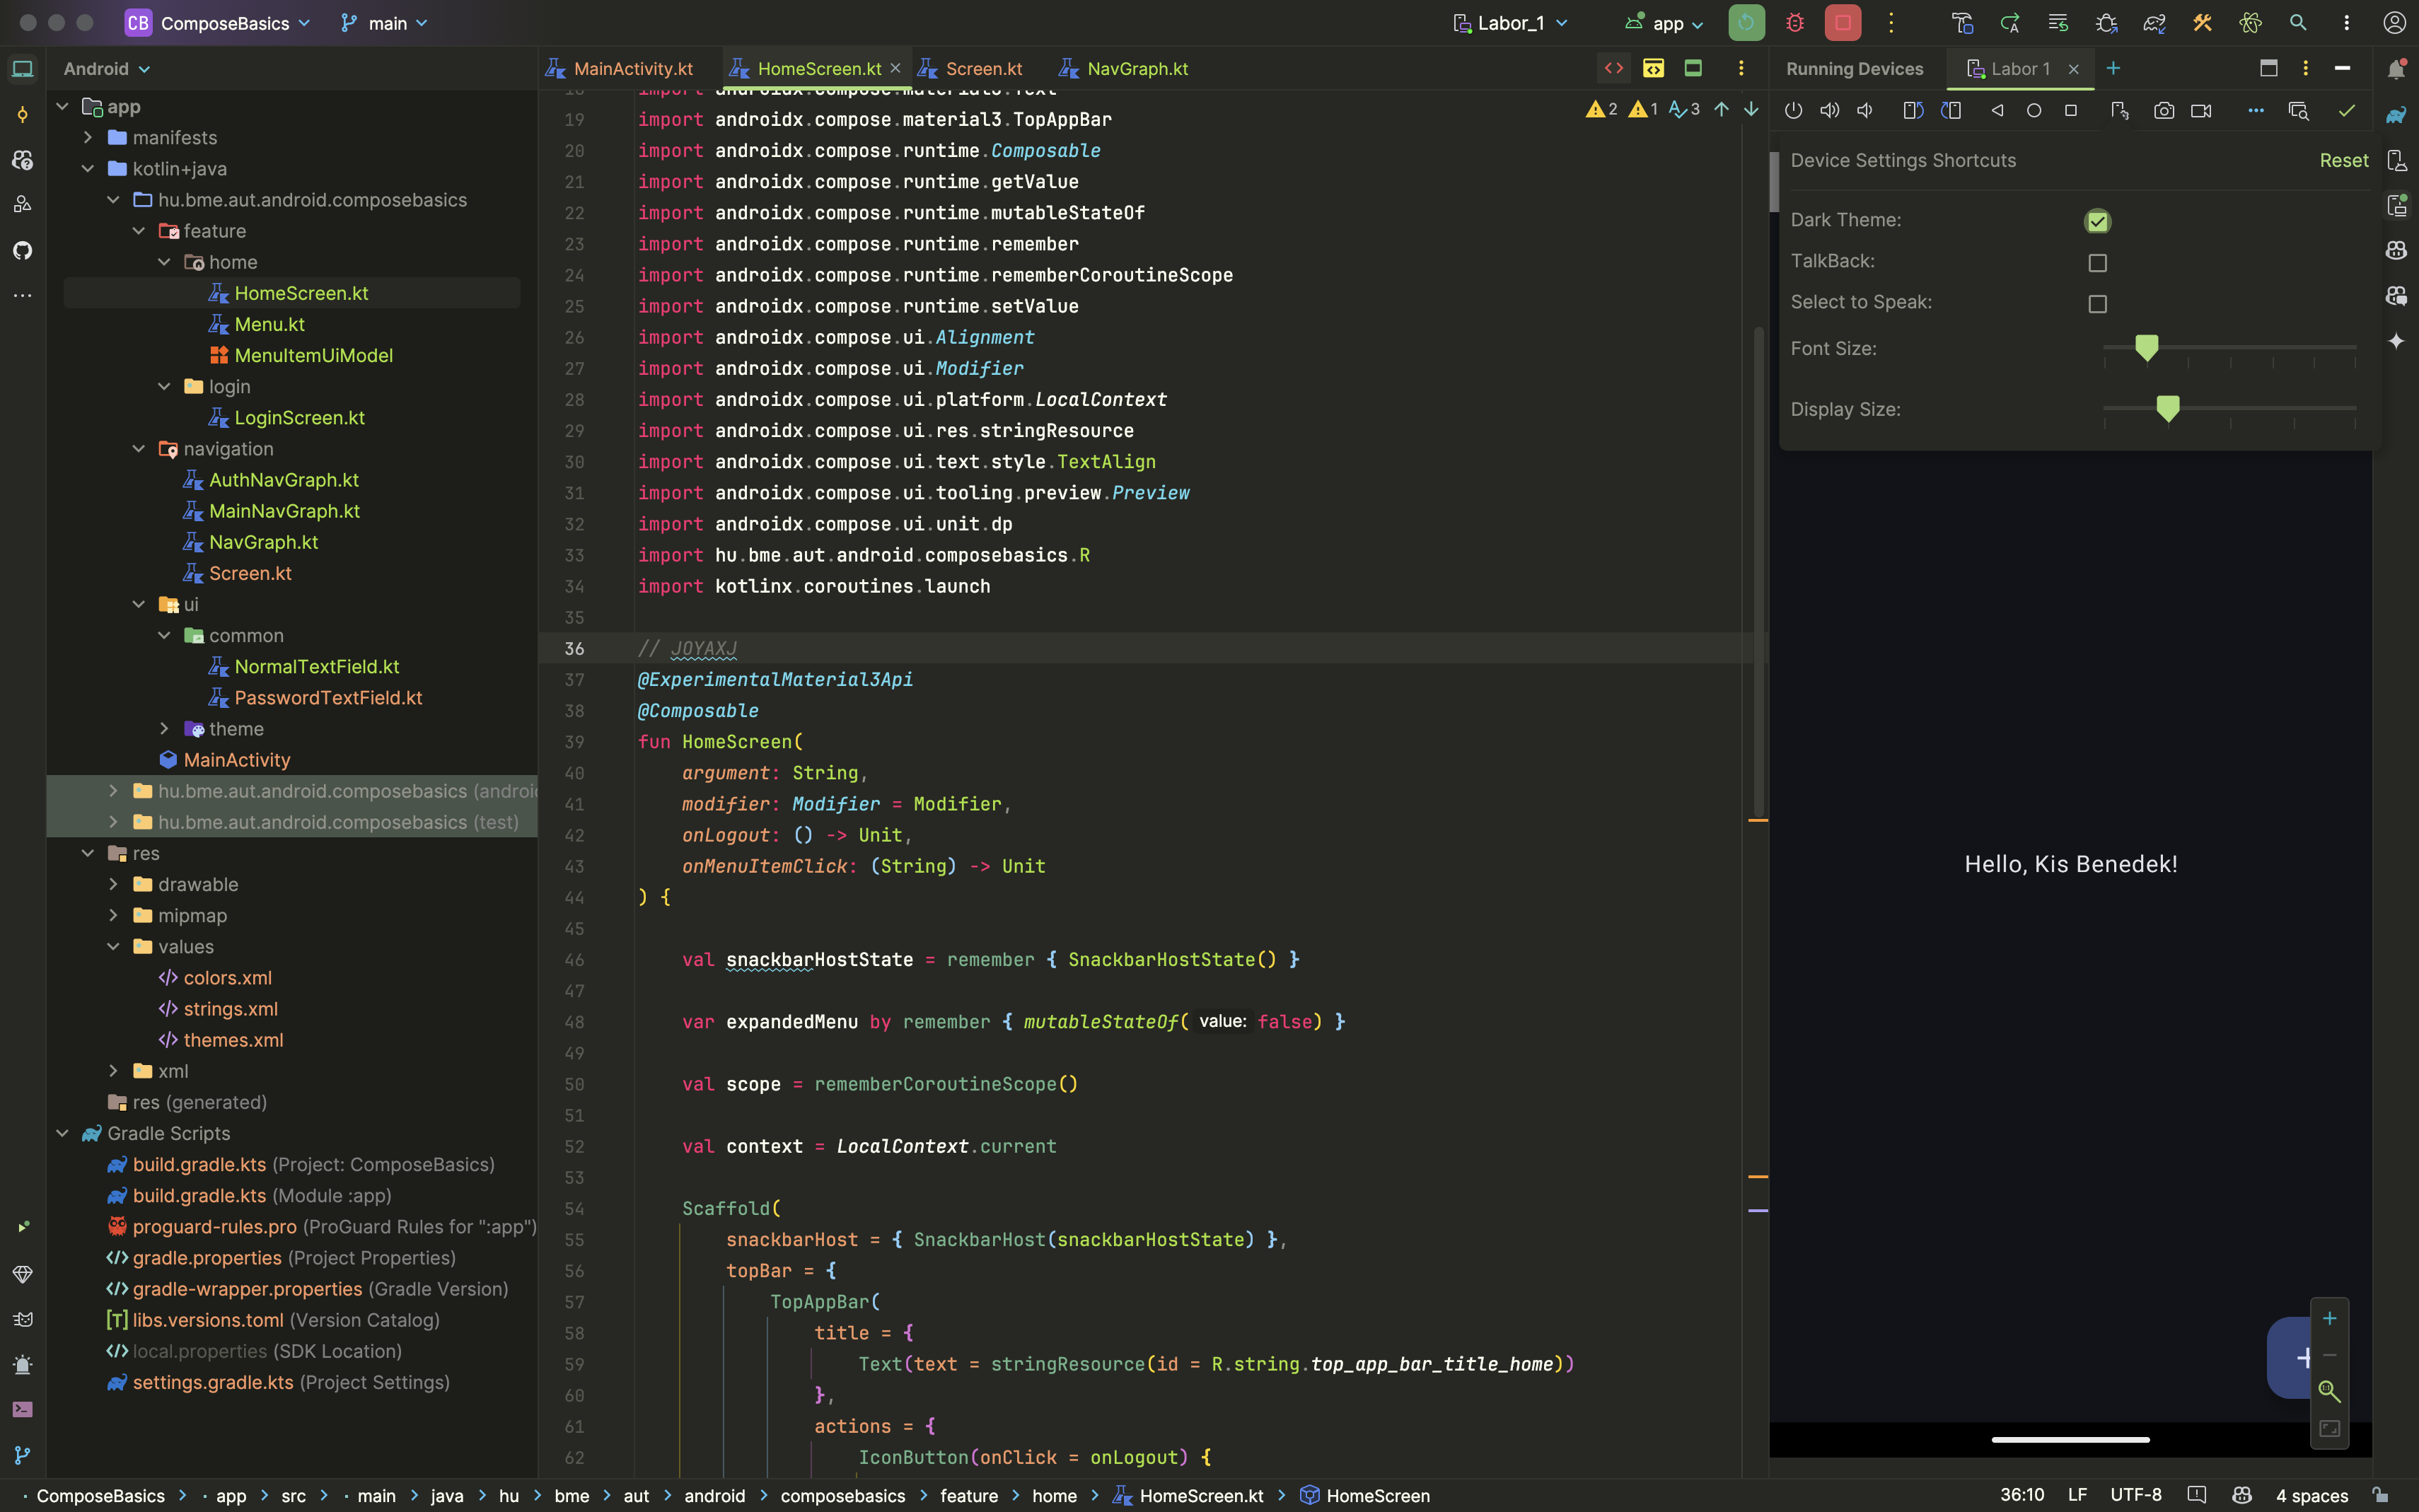 CB ComposeBasics main Labor_1 app
Android
app
manifests
kotlin+java
hu.bme.aut.android.composebasics
feature
home
HomeScreen.kt
Menu.kt
MenuItemUiModel
login
LoginScreen.kt
navigation
AuthNavGraph.kt
MainNavGraph.kt
NavGraph.kt
Screen.kt
ui
common
NormalTextField.kt
PasswordTextField.kt
theme
MainActivity
hu.bme.aut.android.composebasics (androi
hu.bme.aut.android.composebasics (test)
res
drawable
mipmap
values
colors.xml
strings.xml
themes.xml
xml
res (generated)
Gradle Scripts
build.gradle.kts (Project: ComposeBasics)
build.gradle.kts (Module :app)
proguard-rules.pro (ProGuard Rules for ":app")
gradle.properties (Project Properties)
gradle-wrapper.properties (Gradle Version)
libs.versions.toml (Version Catalog)
local.properties (SDK Location)
settings.gradle.kts (Project Settings)
MainActivity.kt HomeScreen.kt Screen.kt NavGraph.kt
2 1 3
18 import androidx.compose.material3.Text
19 import androidx.compose.material3.TopAppBar
20 import androidx.compose.runtime.Composable
21 import androidx.compose.runtime.getValue
22 import androidx.compose.runtime.mutableStateOf
23 import androidx.compose.runtime.remember
24 import androidx.compose.runtime.rememberCoroutineScope
25 import androidx.compose.runtime.setValue
26 import androidx.compose.ui.Alignment
27 import androidx.compose.ui.Modifier
28 import androidx.compose.ui.platform.LocalContext
29 import androidx.compose.ui.res.stringResource
30 import androidx.compose.ui.text.style.TextAlign
31 import androidx.compose.ui.tooling.preview.Preview
32 import androidx.compose.ui.unit.dp
33 import hu.bme.aut.android.composebasics.R
34 import kotlinx.coroutines.launch
35
36 // JOYAXJ
37 @ExperimentalMaterial3Api
38 @Composable
39 fun HomeScreen(
40 argument: String,
41 modifier: Modifier = Modifier,
42 onLogout: () -> Unit,
43 onMenuItemClick: (String) -> Unit
44 ) {
45
46 val snackbarHostState = remember { SnackbarHostState() }
47
48 var expandedMenu by remember { mutableStateOf( value: false) }
49
50 val scope = rememberCoroutineScope()
51
52 val context = LocalContext.current
53
54 Scaffold(
55 snackbarHost = { SnackbarHost(snackbarHostState) },
56 topBar = {
57 TopAppBar(
58 title = {
59 Text(text = stringResource(id = R.string.top_app_bar_title_home))
60 },
61 actions = {
62 IconButton(onClick = onLogout) {
Running Devices Labor 1
Device Settings Shortcuts Reset
Dark Theme:
TalkBack:
Select to Speak:
Font Size:
Display Size:
Hello, Kis Benedek!
ComposeBasics > app > src > main > java > hu > bme > aut > android > composebasics > feature > home > HomeScreen.kt > HomeScreen
36:10 LF UTF-8 4 spaces